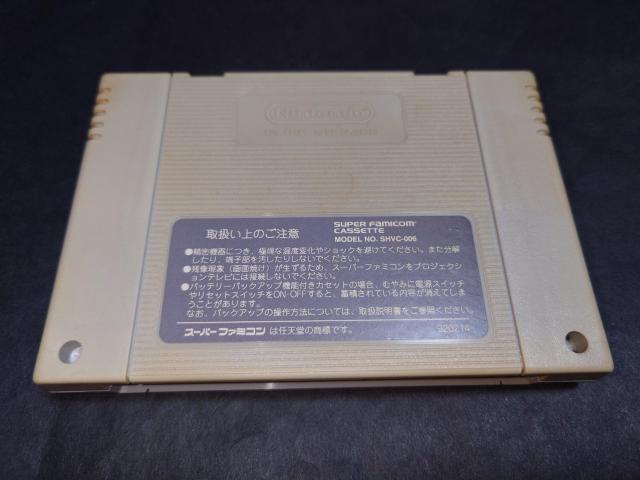 Nintendo
取扱い上のご注意
SUPER FAMICOM
CASSETTE
MODEL NO. SHVC-006
●精密機器につき、極端な温度変化やショックを避けてください。また分解
したり、端子部を汚したりしないでください。
●残像現象(画面焼け)が生ずるため、スーパーファミコンをプロジェクシ
ョンテレビには接続しないでください。
●バッテリーバックアップ機能付きカセットの場合、むやみに電源スイッチ
やリセットスイッチをON-OFFすると、蓄積されている内容が消えてしま
うことがあります。
なお、バックアップの操作方法については、取扱説明書をご参照ください。
スーパーファミコンは任天堂の商標です。
920214